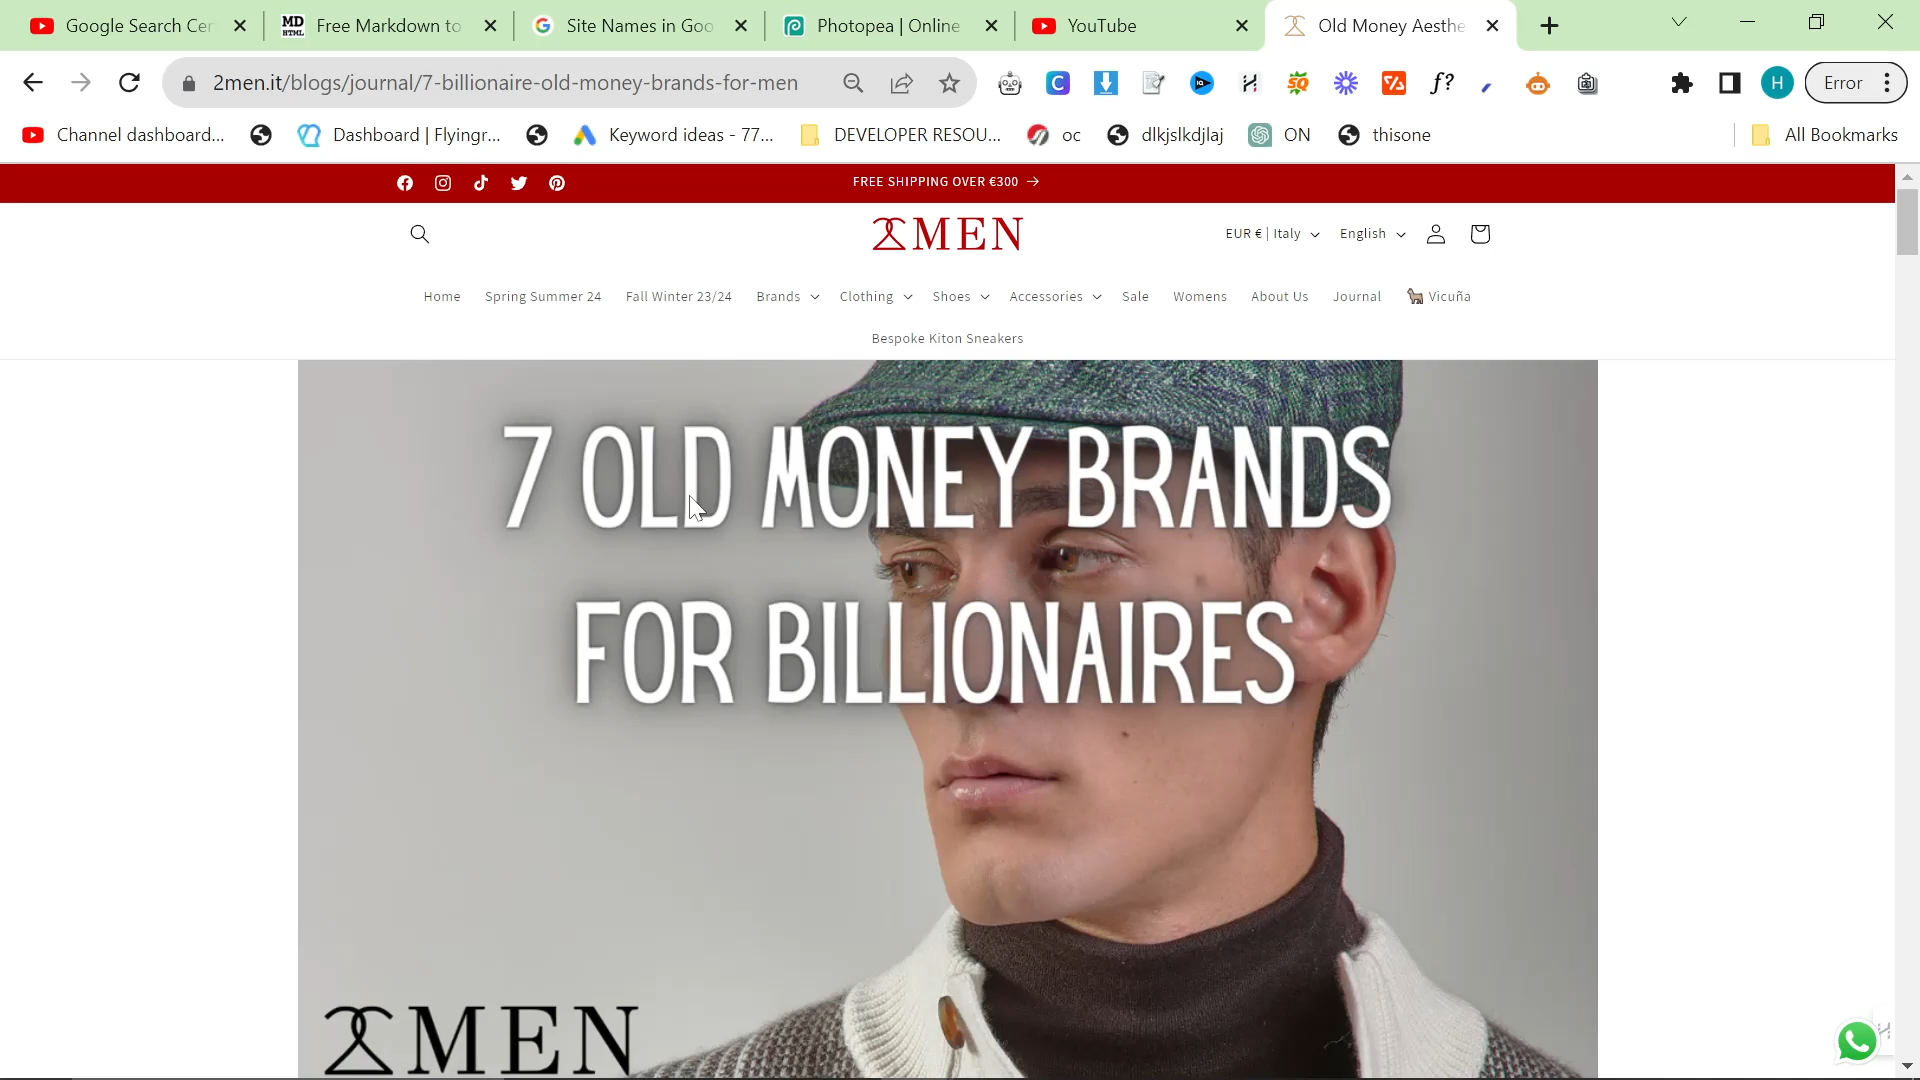 Google Search Cer
Free Markdown to
Site Names in Goo
Photopea | Online
YouTube
Old Money Aesthe
2men.it/blogs/journal/7-billionaire-old-money-brands-for-men
Error
Channel dashboard...
Dashboard | Flyingr...
Keyword ideas - 77...
DEVELOPER RESOU...
oc
dlkjslkdjlaj
ON
thisone
All Bookmarks
FREE SHIPPING OVER €300 →
2MEN
EUR € | Italy
English
Home
Spring Summer 24
Fall Winter 23/24
Brands
Clothing
Shoes
Accessories
Sale
Womens
About Us
Journal
Vicuña
Bespoke Kiton Sneakers
7 OLD MONEY BRANDS
FOR BILLIONAIRES
2MEN